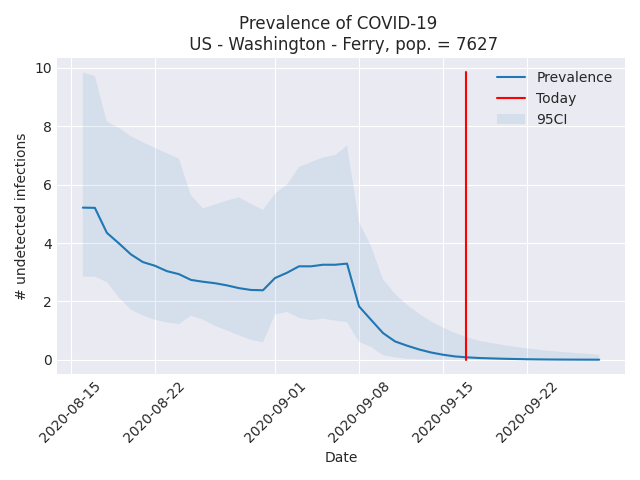 Prevalence of COVID-19
US - Washington - Ferry, pop. = 7627
# undetected infections
10
8
6
4
2
0
Prevalence
Today
95CI
2020-08-15
2020-08-22
2020-09-01
2020-09-08
2020-09-15
2020-09-22
Date